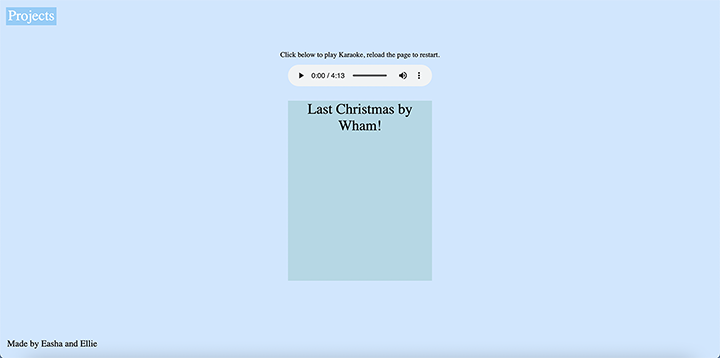 Projects
Click below to play Karaoke, reload the page to restart.
0:00 / 4:13
Last Christmas by
Wham!
Made by Easha and Ellie